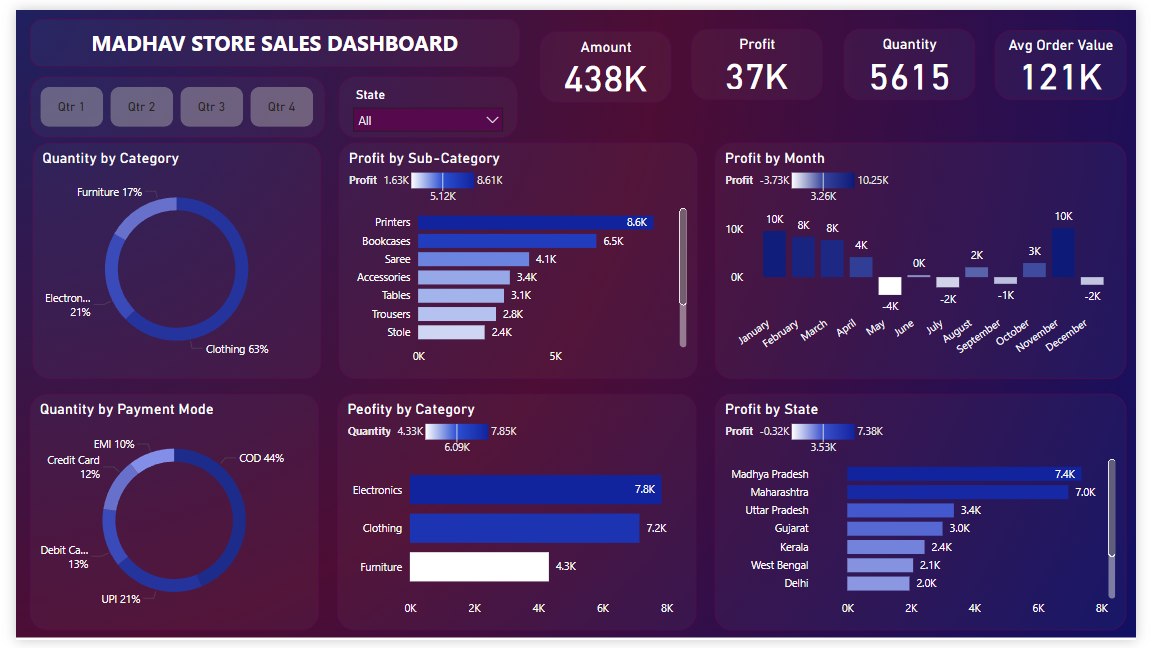 MADHAV STORE SALES DASHBOARD
Amount
438K
Profit
37K
Quantity
5615
Avg Order Value
121K
Qtr 1
Qtr 2
Qtr 3
Qtr 4
State
All
Quantity by Category
Furniture 17%
Electron...
21%
Clothing 63%
Profit by Sub-Category
Profit 1.63K 8.61K
5.12K
Printers 8.6K
Bookcases 6.5K
Saree 4.1K
Accessories 3.4K
Tables 3.1K
Trousers 2.8K
Stole 2.4K
0K 5K
Profit by Month
Profit -3.73K 10.25K
3.26K
10K
0K
10K
8K
8K
4K
-4K
0K
-2K
2K
-1K
3K
10K
-2K
January
February
March
April
May
June
July
August
September
October
November
December
Quantity by Payment Mode
EMI 10%
Credit Card
12%
COD 44%
Debit Ca...
13%
UPI 21%
Peofity by Category
Quantity 4.33K 7.85K
6.09K
Electronics 7.8K
Clothing 7.2K
Furniture 4.3K
0K 2K 4K 6K 8K
Profit by State
Profit -0.32K 7.38K
3.53K
Madhya Pradesh 7.4K
Maharashtra 7.0K
Uttar Pradesh 3.4K
Gujarat 3.0K
Kerala 2.4K
West Bengal 2.1K
Delhi 2.0K
0K 2K 4K 6K 8K